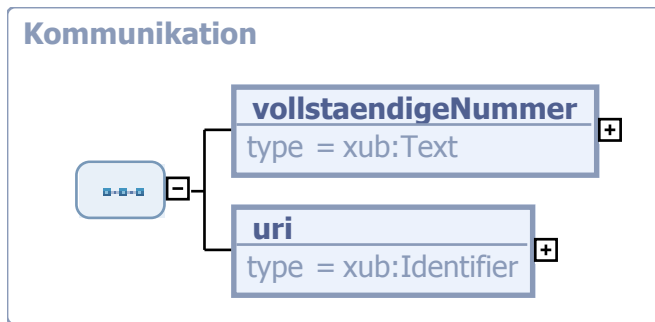 Kommunikation
vollstaendigeNummer
type = xub:Text
uri
type = xub:Identifier